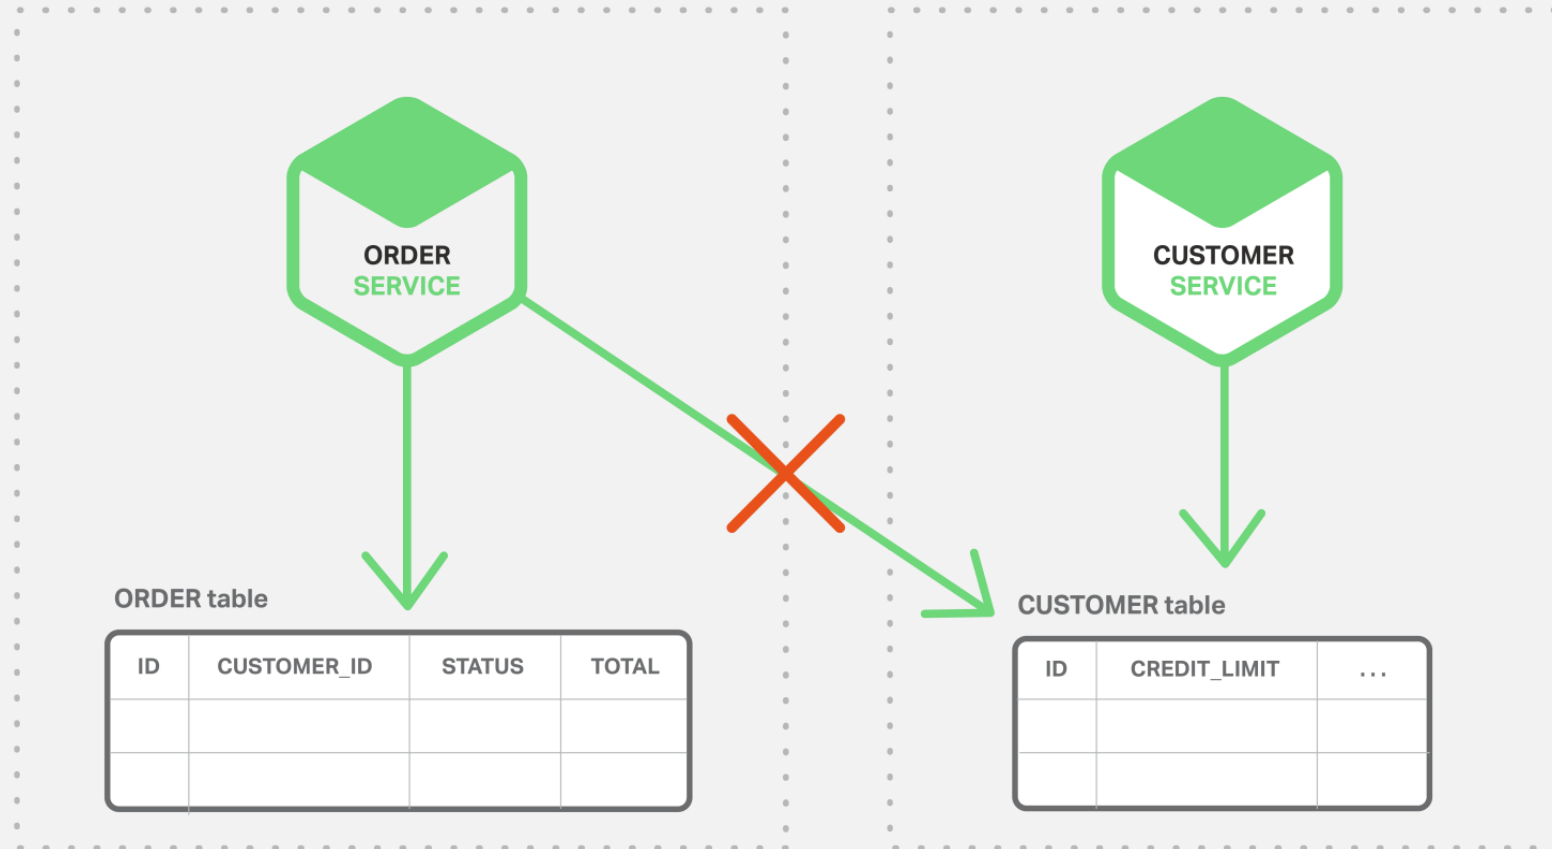 ORDER
SERVICE
CUSTOMER
SERVICE
ORDER table
ID CUSTOMER_ID STATUS TOTAL
CUSTOMER table
ID CREDIT_LIMIT ...